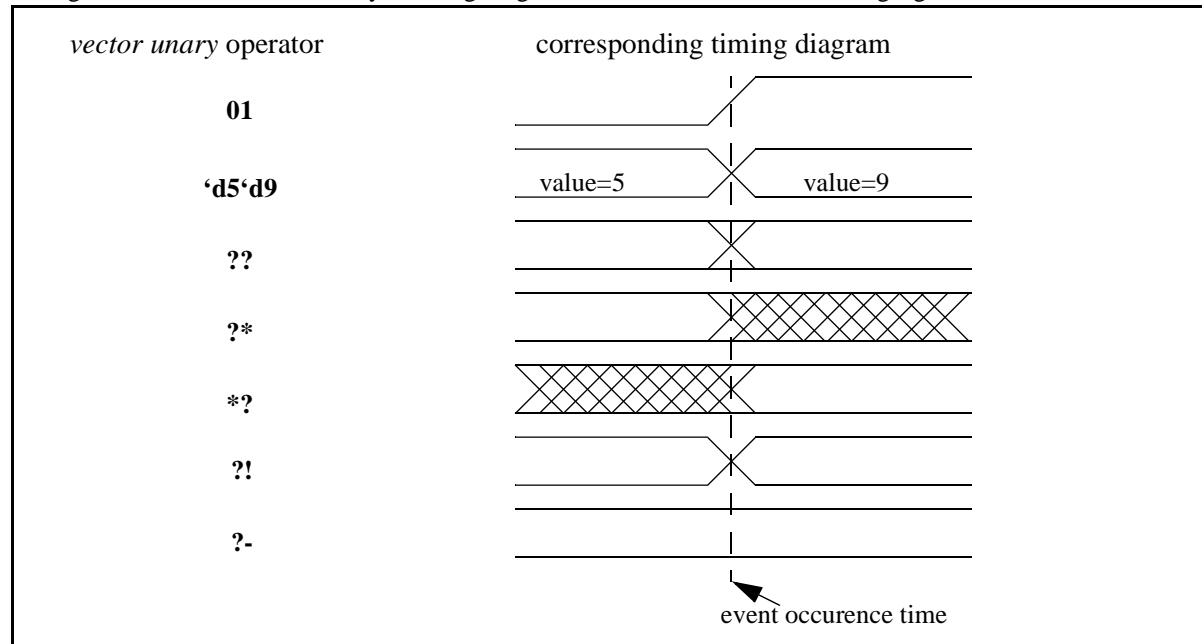 vector unary operator corresponding timing diagram
01
‘d5‘d9 value=5 value=9
??
?*
*?
?!
?-
event occurence time